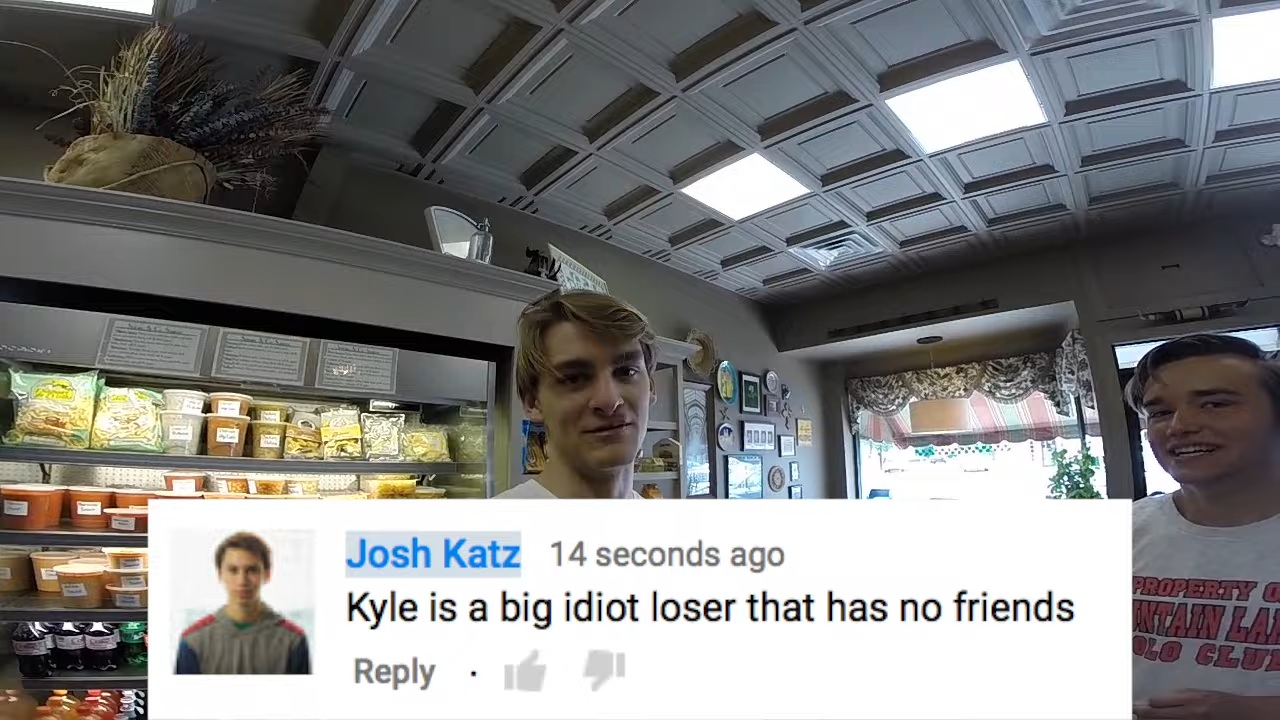 Josh Katz 14 seconds ago
Kyle is a big idiot loser that has no friends
Reply
PROPERTY O
NTAIN LA
OLO CLU